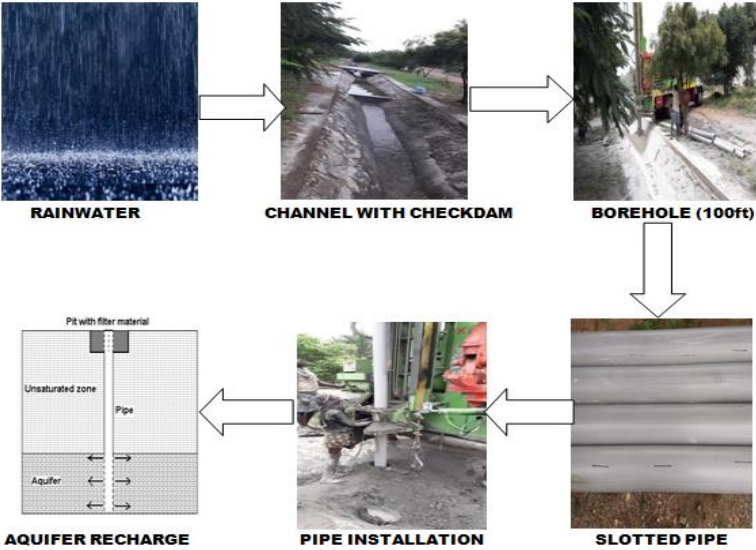 RAINWATER
CHANNEL WITH CHECKDAM
BOREHOLE (100ft)
Pit with filter material
Unsaturated zone
Pipe
Aquifer
AQUIFER RECHARGE
PIPE INSTALLATION
SLOTTED PIPE